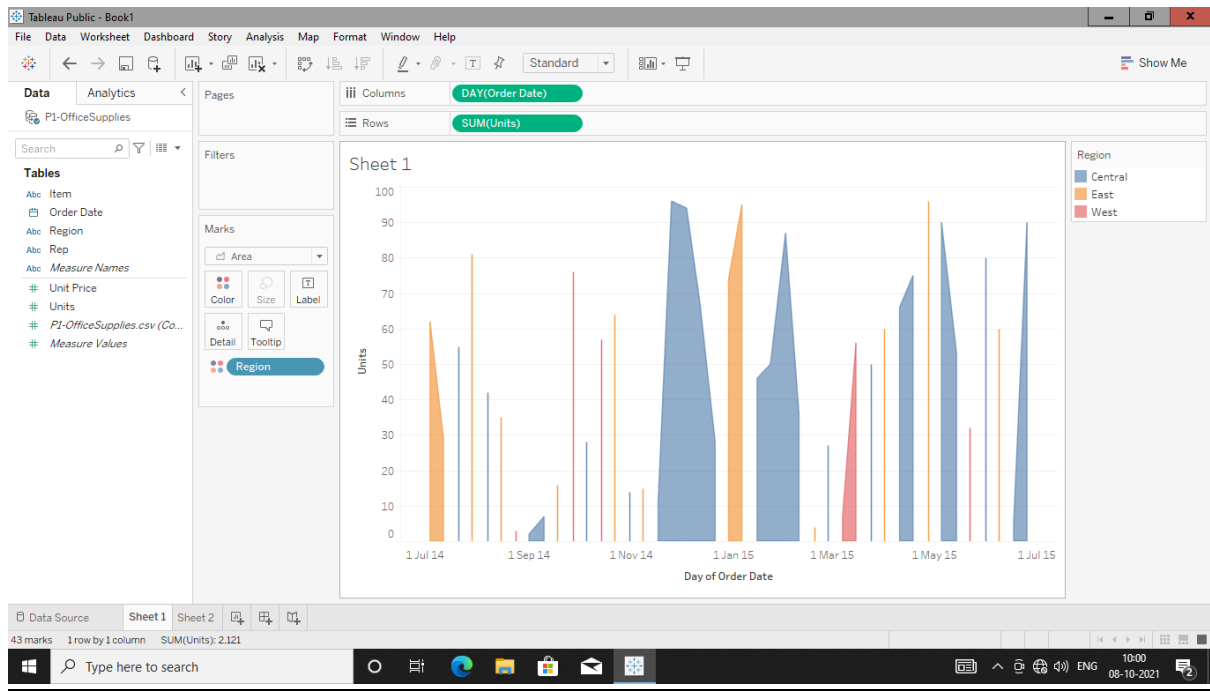 Tableau Public - Book1
File Data Worksheet Dashboard Story Analysis Map Format Window Help
Standard
Show Me
Data Analytics
P1-OfficeSupplies
Search
Tables
Abc Item
Order Date
Abc Region
Abc Rep
Abc Measure Names
# Unit Price
# Units
# P1-OfficeSupplies.csv (Co...
# Measure Values
Pages
Filters
Marks
Area
Color Size Label
Detail Tooltip
Region
Columns DAY(Order Date)
Rows SUM(Units)
Sheet 1
100
90
80
70
60
50
40
30
20
10
0
Units
1 Jul 14 1 Sep 14 1 Nov 14 1 Jan 15 1 Mar 15 1 May 15 1 Jul 15
Day of Order Date
Region
Central
East
West
Data Source Sheet 1 Sheet 2
43 marks 1 row by 1 column SUM(Units): 2,121
Type here to search
ENG
10:00
08-10-2021
2